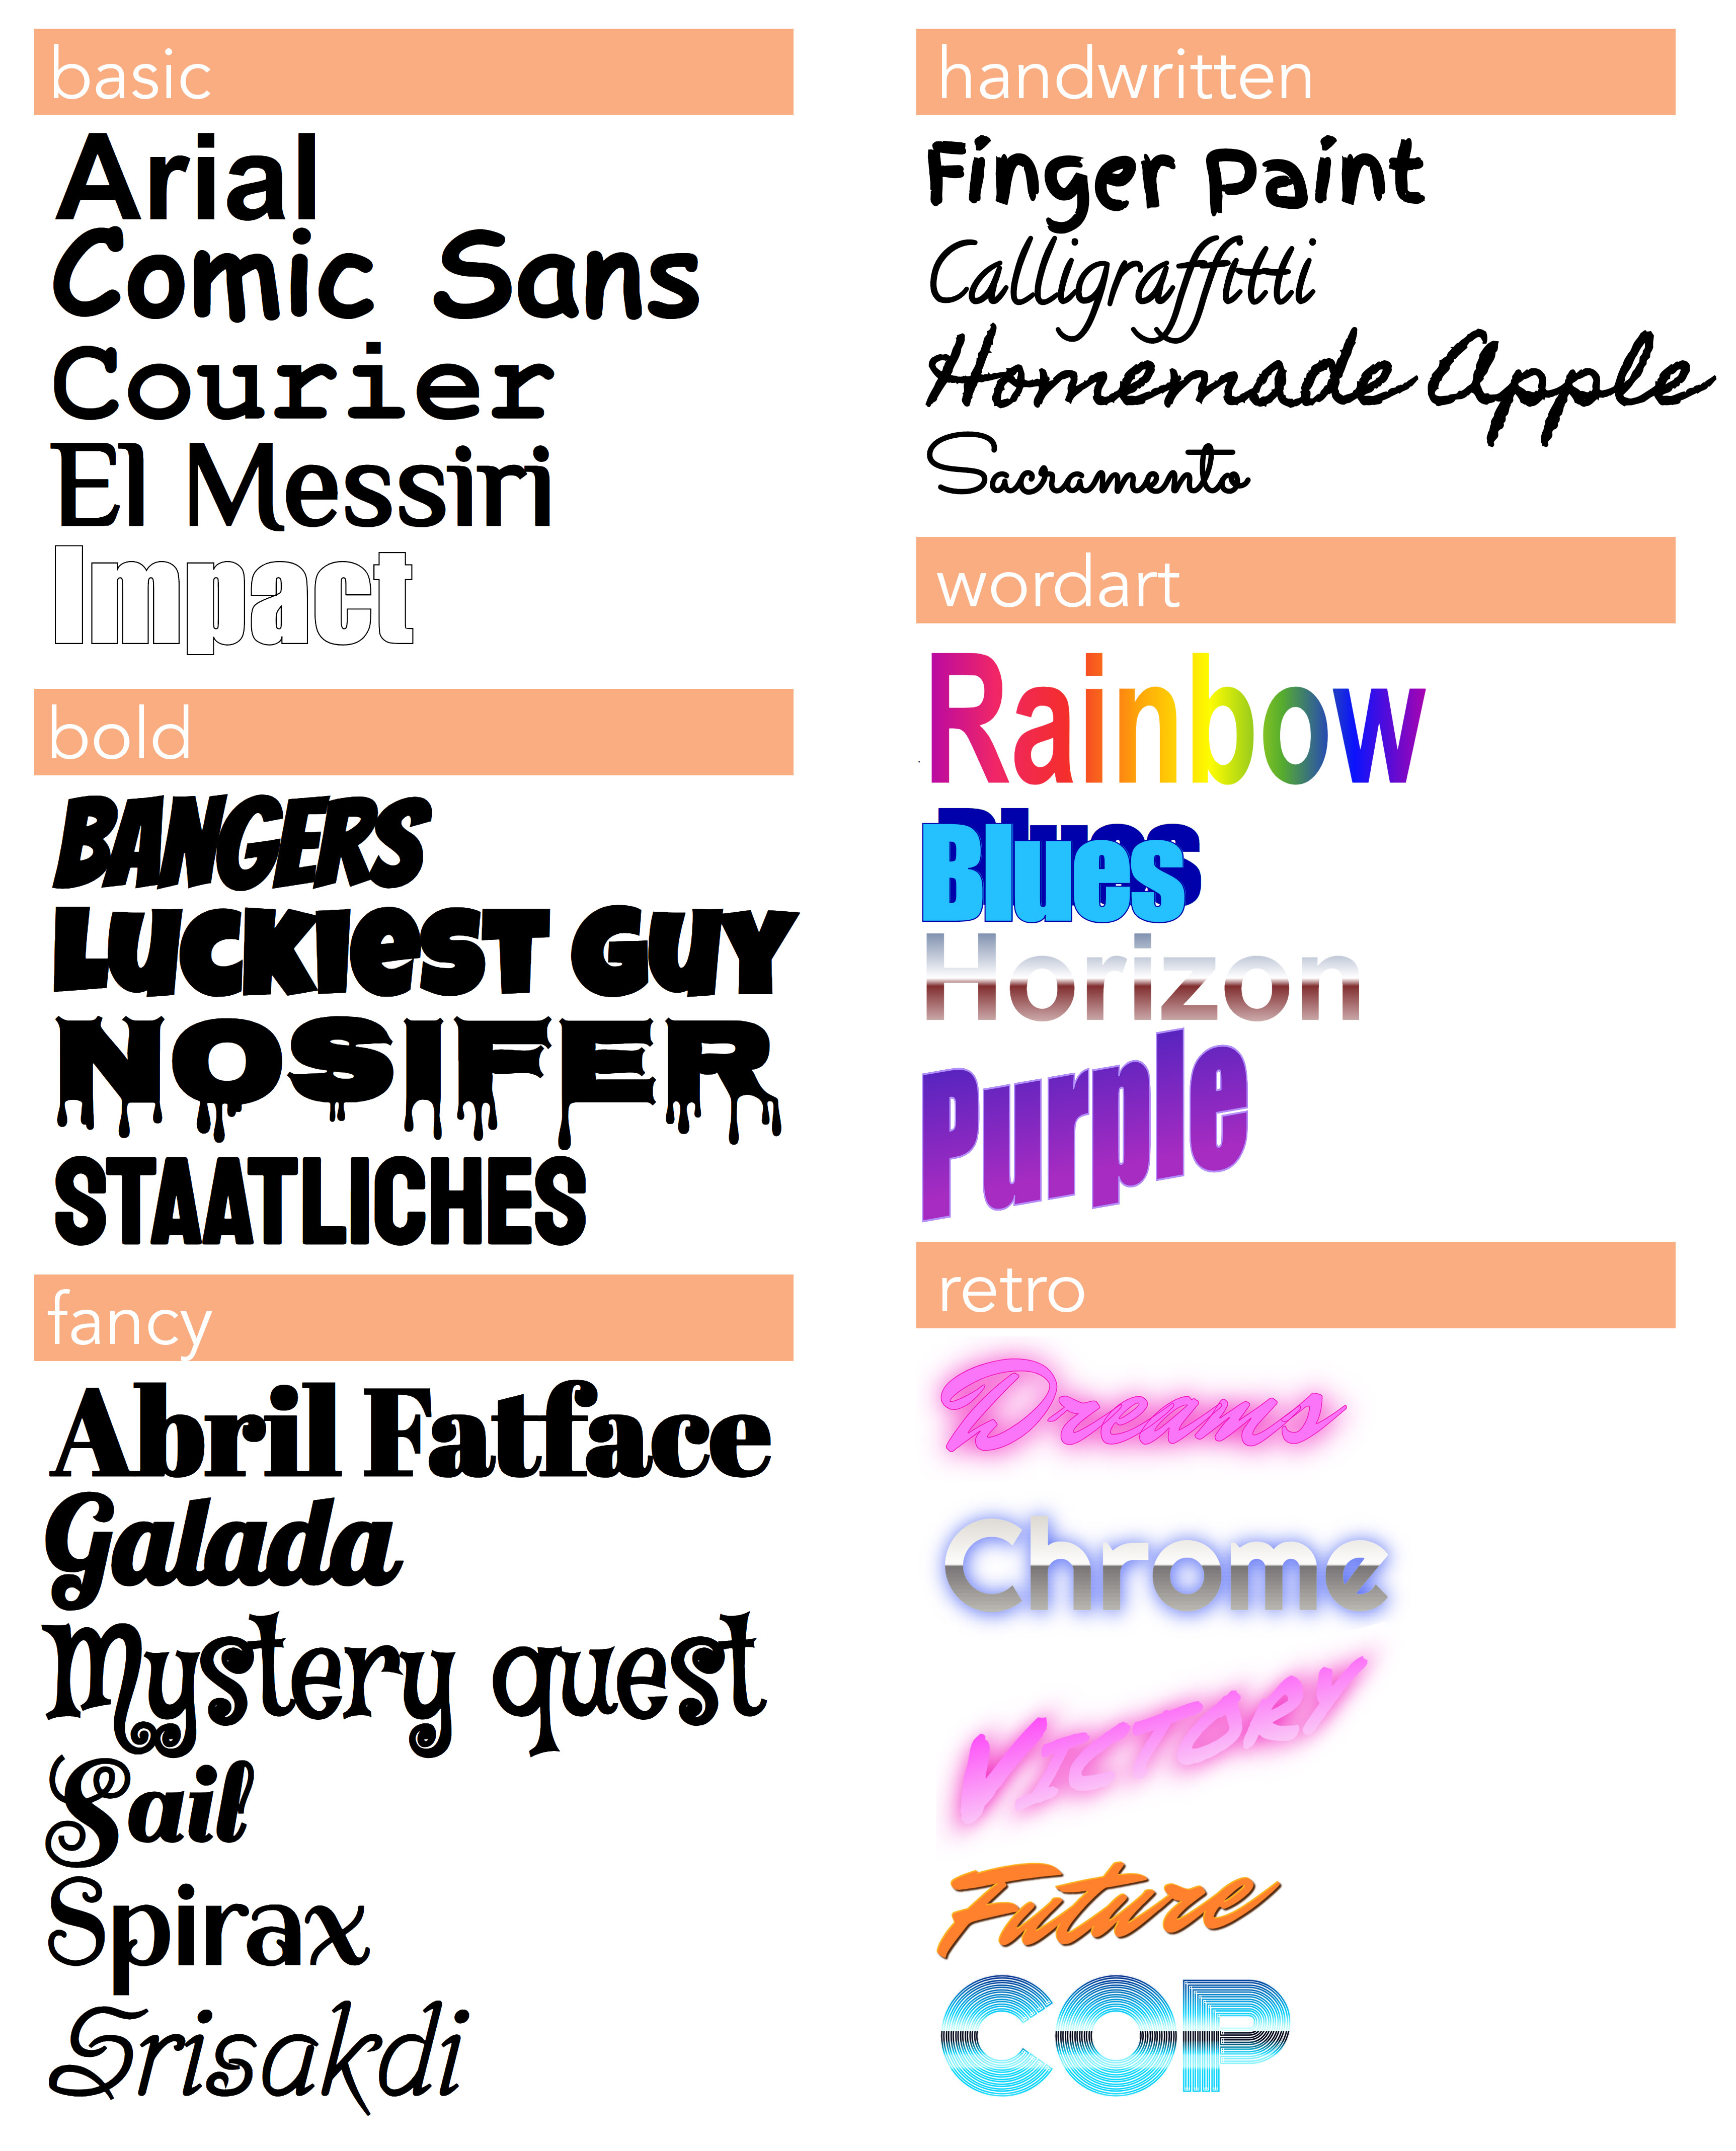 basic
Arial
Comic Sans
Courier
El Messiri
Impact
bold
BANGERS
LUCKIEST GUY
NOSIFER
STAATLICHES
fancy
Abril Fatface
Galada
Mystery quest
Sail
Spirax
Srisakdi
handwritten
Finger Paint
Calligraffitti
Homemade Apple
Sacramento
wordart
Rainbow
Blues
Horizon
Purple
retro
Dreams
Chrome
VICTORY
Future
COP